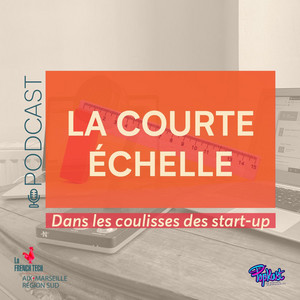 PODCAST
LA COURTE
ÉCHELLE
Dans les coulisses des start-up
La
FRENCH TECH
AIX-MARSEILLE
RÉGION SUD